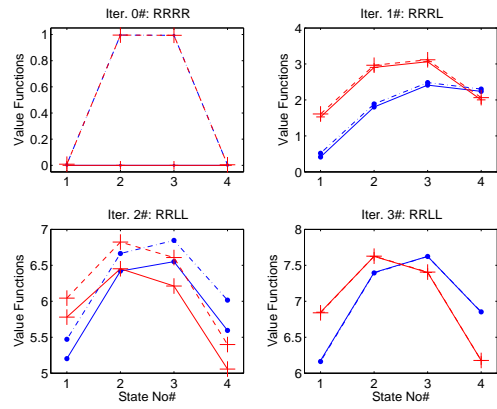 Iter. 0#: RRRR
Value Functions
1
0.8
0.6
0.4
0.2
0
1 2 3 4
Iter. 1#: RRRL
Value Functions
4
3
2
1
0
1 2 3 4
Iter. 2#: RRLL
Value Functions
7
6.5
6
5.5
5
1 2 3 4
State No#
Iter. 3#: RRLL
Value Functions
8
7.5
7
6.5
6
1 2 3 4
State No#